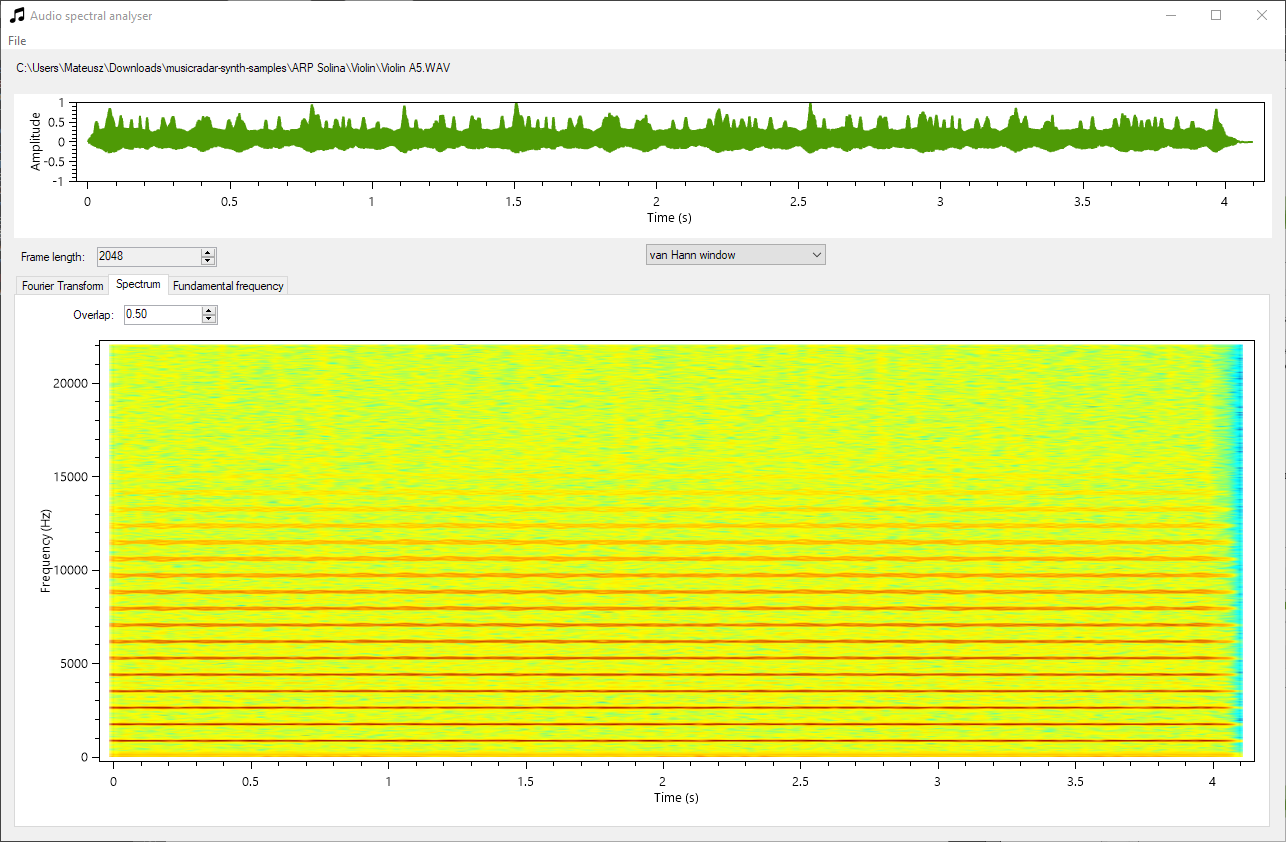 Audio spectral analyser
File
C:\Users\Mateusz\Downloads\musicradar-synth-samples\ARP Solina\Violin\Violin A5.WAV
Amplitude
1
0.5
0
-0.5
-1
0 0.5 1 1.5 2 2.5 3 3.5 4
Time (s)
Frame length: 2048 van Hann window
Fourier Transform Spectrum Fundamental frequency
Overlap: 0.50
Frequency (Hz)
20000
15000
10000
5000
0
0 0.5 1 1.5 2 2.5 3 3.5 4
Time (s)